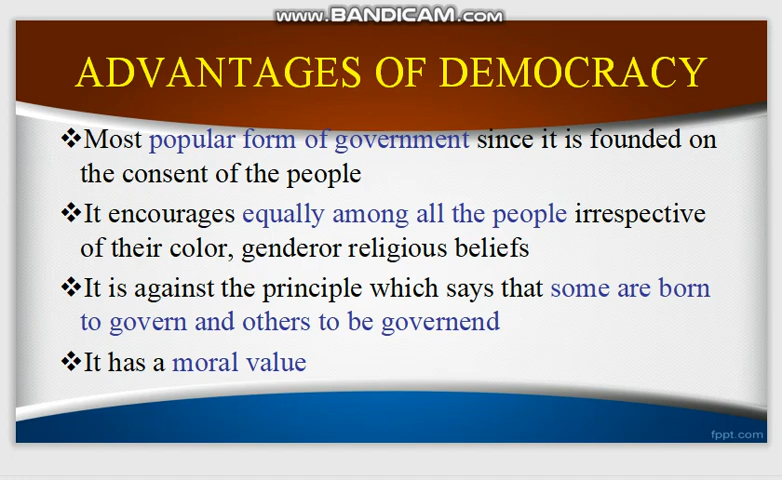 www.BANDICAM.com
ADVANTAGES OF DEMOCRACY
❖Most popular form of government since it is founded on
the consent of the people
❖It encourages equally among all the people irrespective
of their color, genderor religious beliefs
❖It is against the principle which says that some are born
to govern and others to be governend
❖It has a moral value
fppt.com